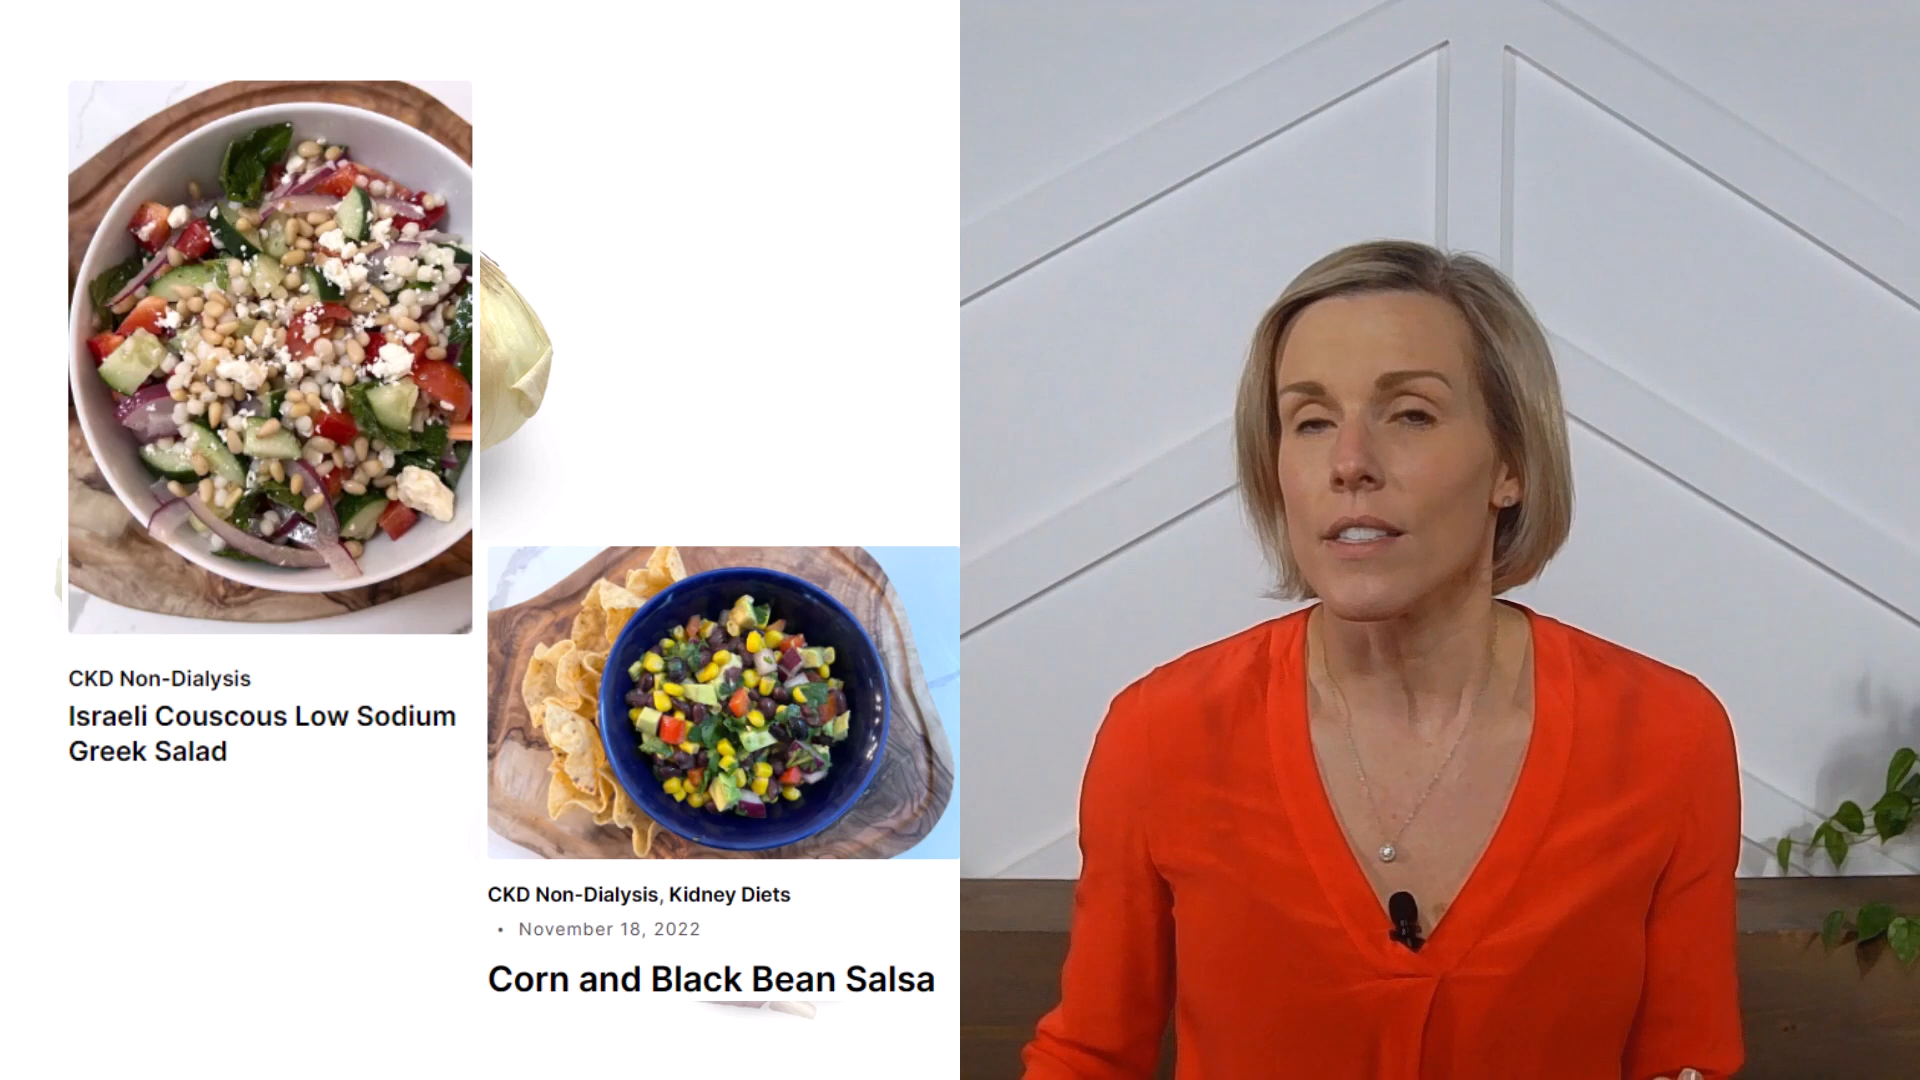 CKD Non-Dialysis
Israeli Couscous Low Sodium
Greek Salad
CKD Non-Dialysis, Kidney Diets
• November 18, 2022
Corn and Black Bean Salsa